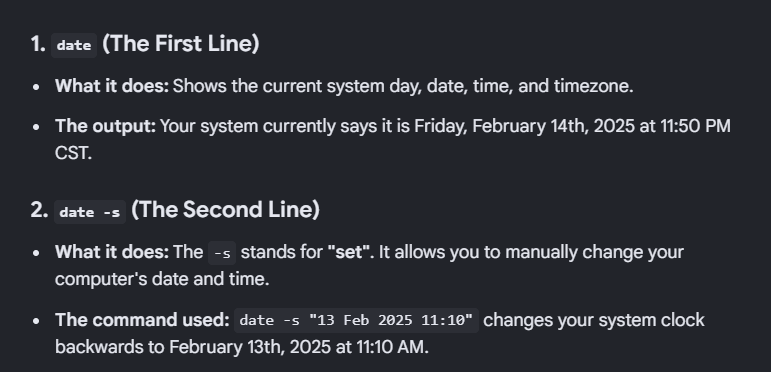 1. date (The First Line)
• What it does: Shows the current system day, date, time, and timezone.
• The output: Your system currently says it is Friday, February 14th, 2025 at 11:50 PM
CST.
2. date -s (The Second Line)
• What it does: The -s stands for "set". It allows you to manually change your
computer's date and time.
• The command used: date -s "13 Feb 2025 11:10" changes your system clock
backwards to February 13th, 2025 at 11:10 AM.